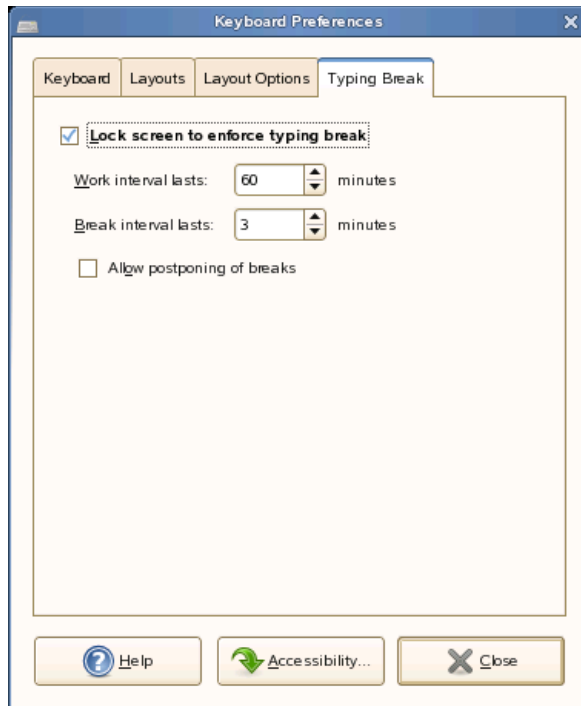 Keyboard Preferences
Keyboard Layouts Layout Options Typing Break
Lock screen to enforce typing break
Work interval lasts: 60 minutes
Break interval lasts: 3 minutes
Allow postponing of breaks
Help Accessibility... Close